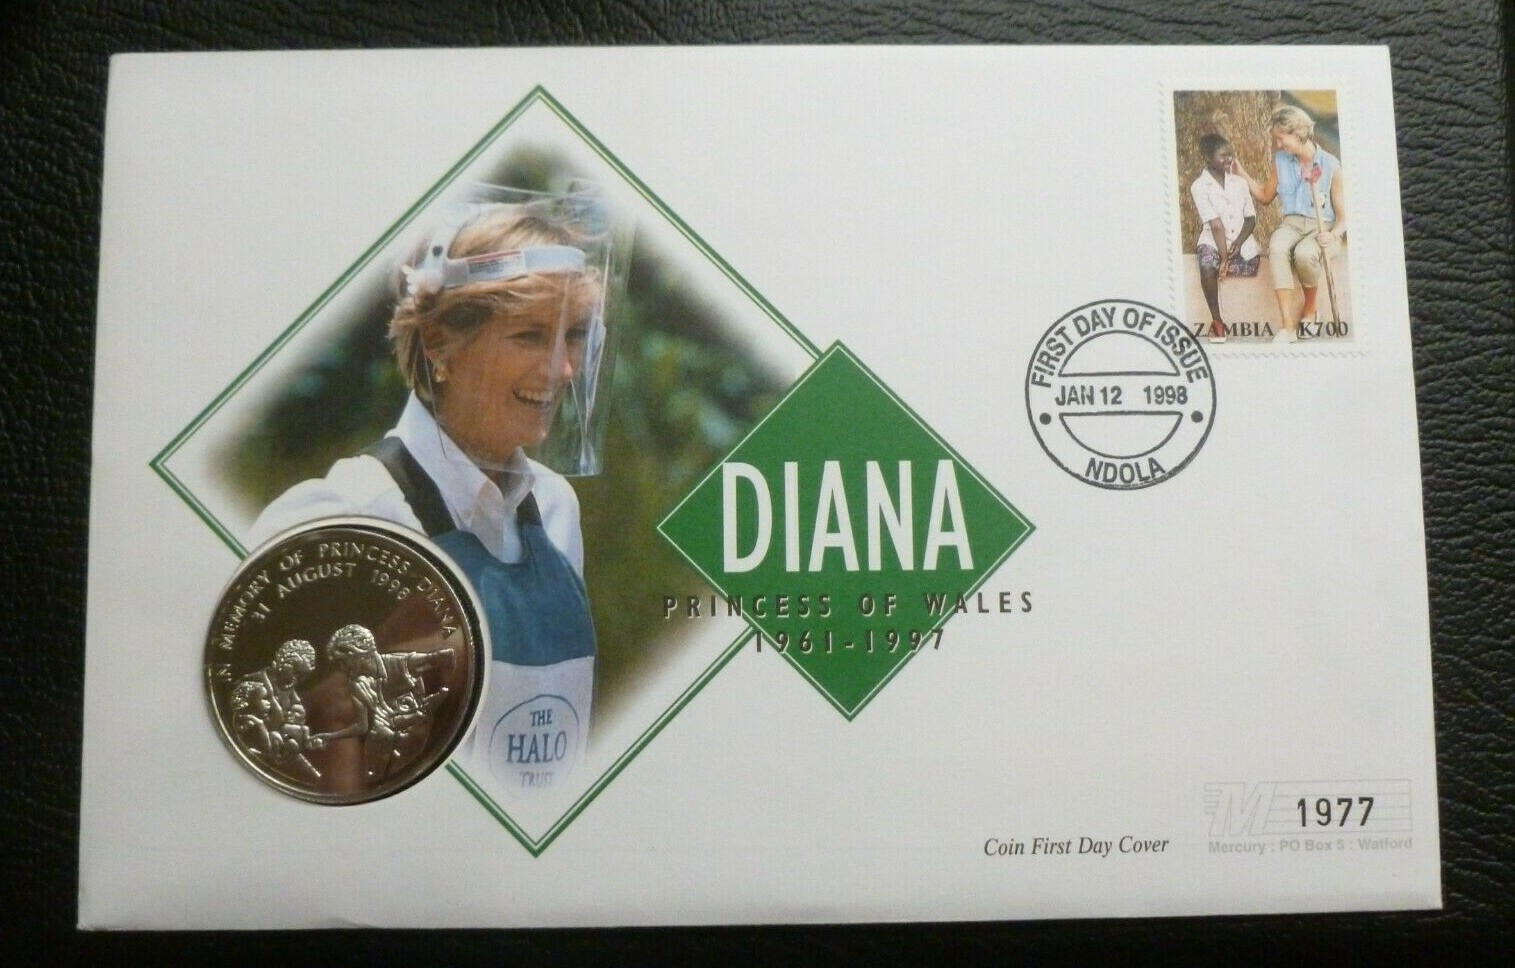 ZAMBIA K700
FIRST DAY OF ISSUE
JAN 12 1998
NDOLA
DIANA
PRINCESS OF WALES
1961-1997
IN MEMORY OF PRINCESS DIANA
31 AUGUST 1998
THE
HALO
TRUST
M
1977
Coin First Day Cover
Mercury : PO Box 5 : Watford